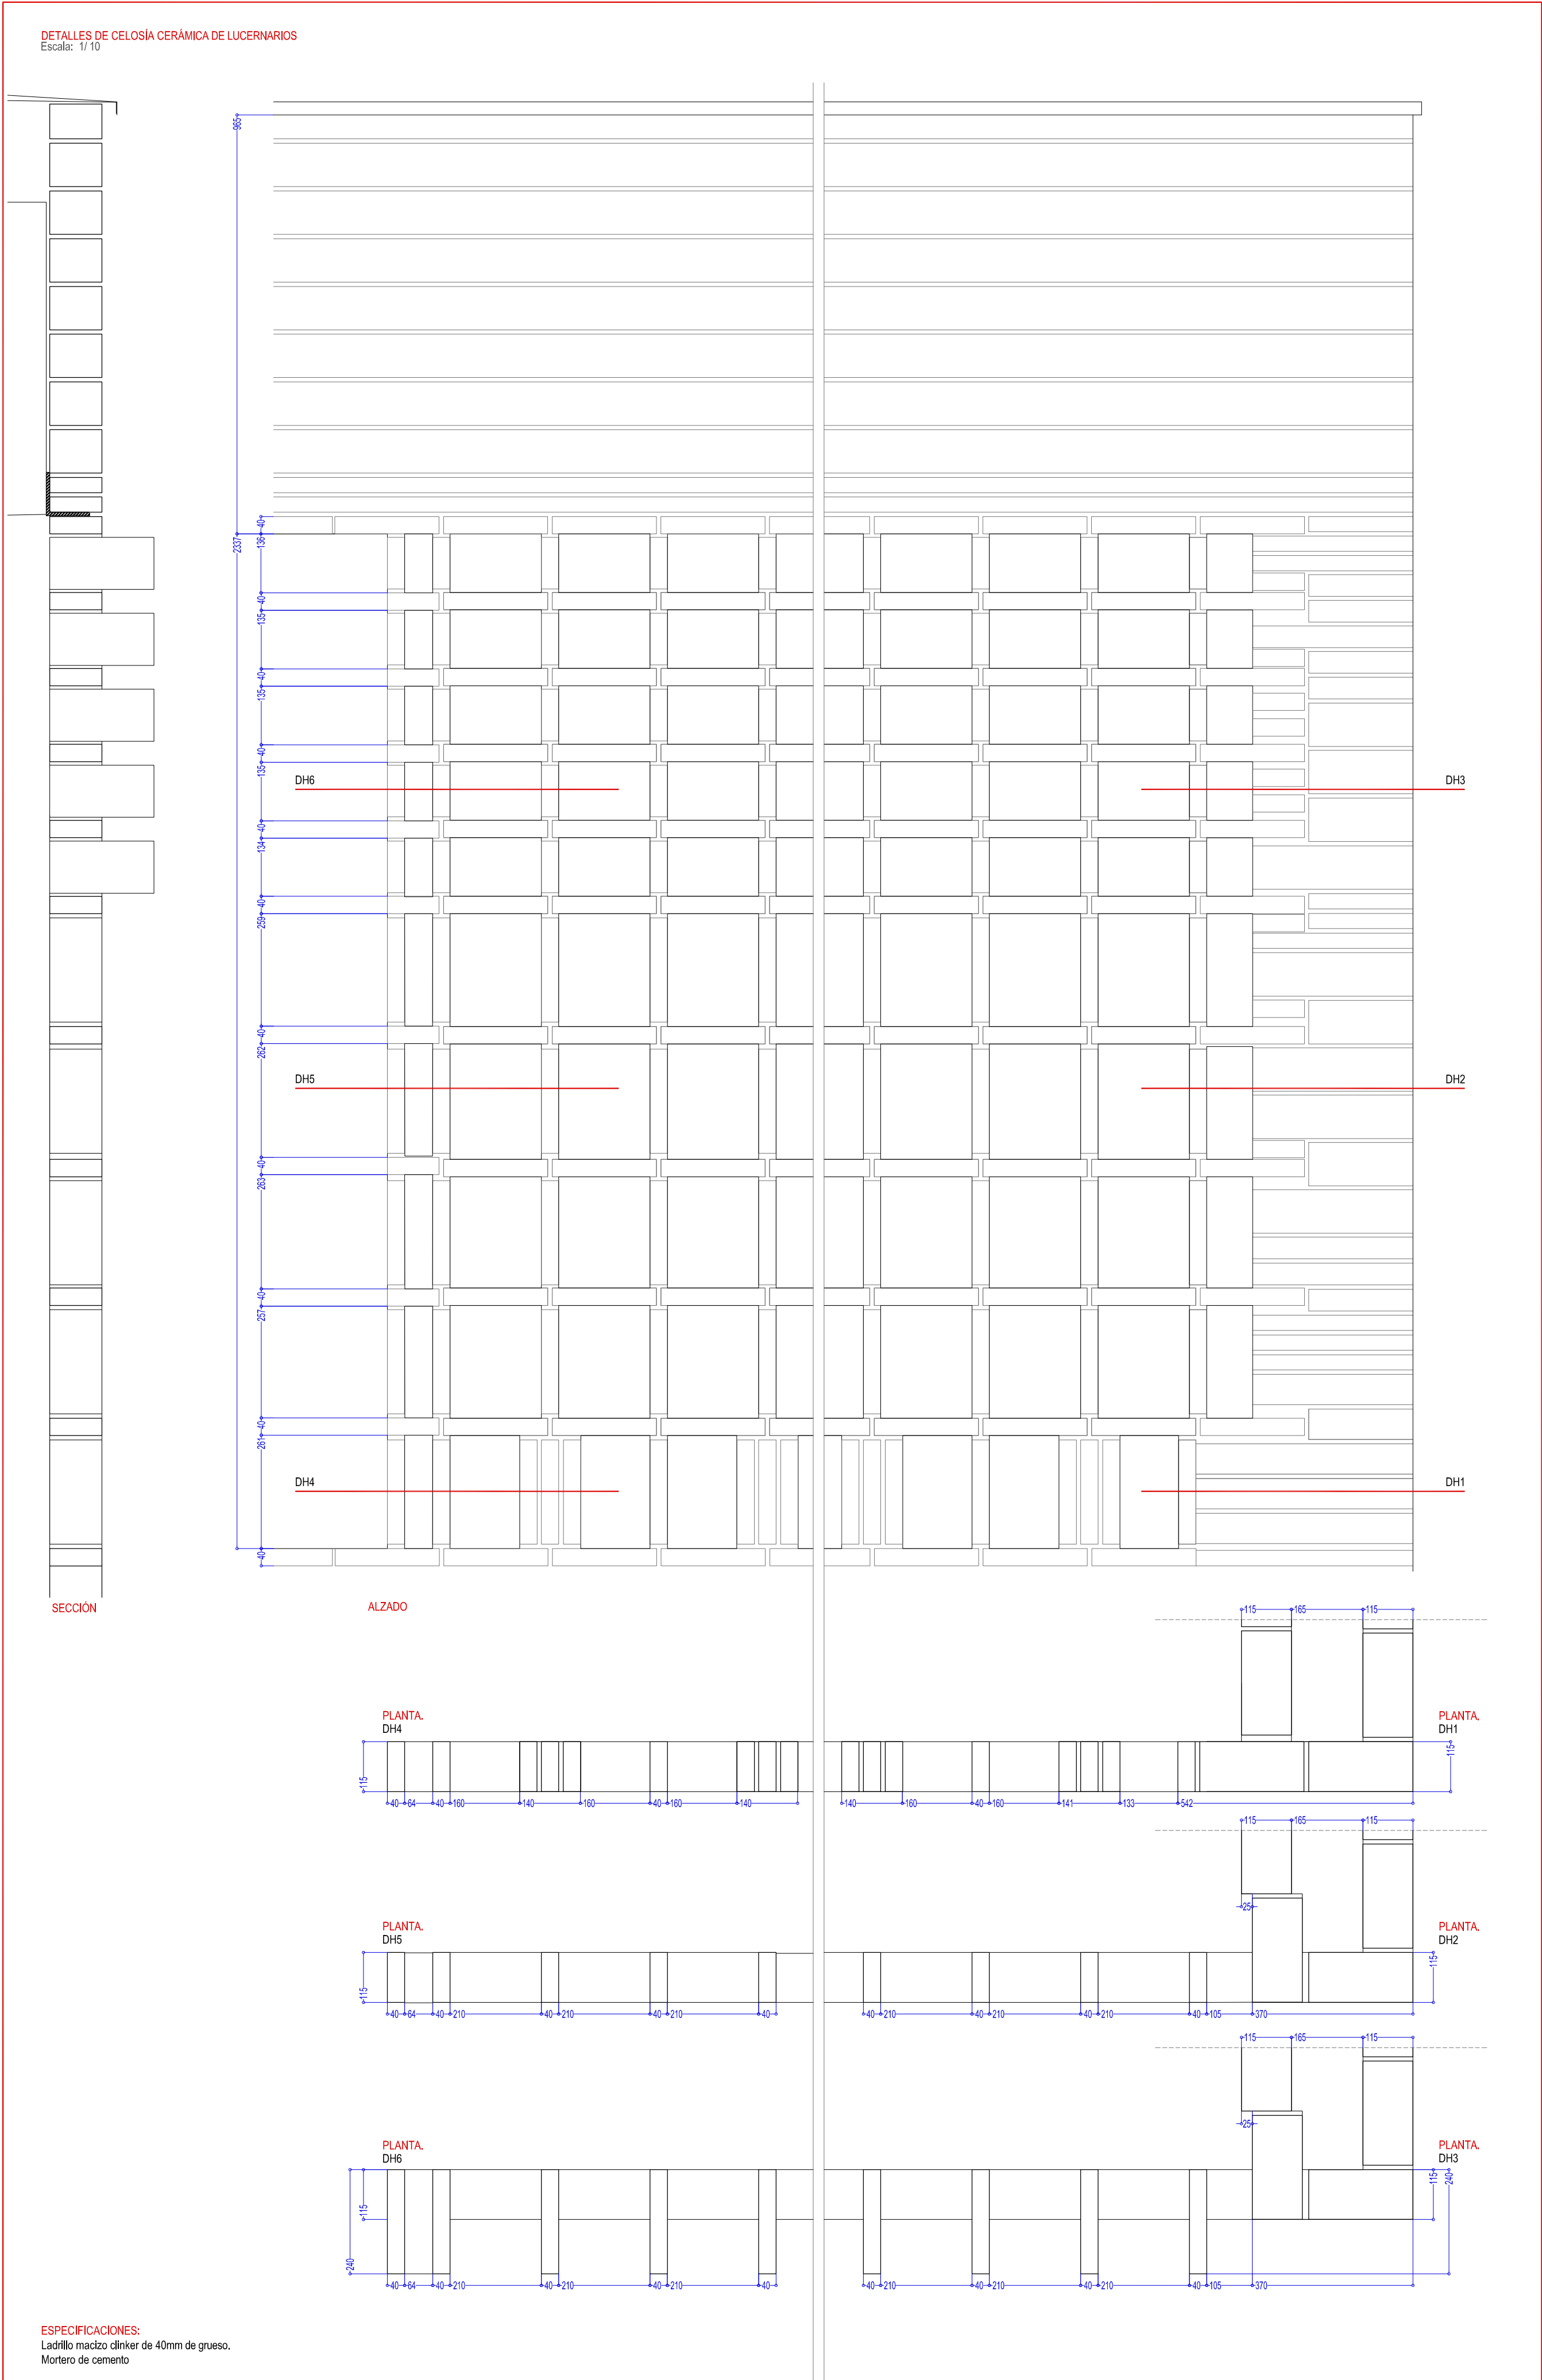 DETALLES DE CELOSÍA CERÁMICA DE LUCERNARIOS
Escala: 1/ 10
965
2337
40
136
40
135
40
135
40
135
40
134
40
259
40
262
40
263
40
257
40
261
40
DH6
DH3
DH5
DH2
DH4
DH1
SECCIÓN
ALZADO
115 165 115
PLANTA.
DH4
PLANTA.
DH1
115
115
40 64 40 160 140 160 40 160 140 140 160 40 160 141 133 542
115 165 115
25
PLANTA.
DH5
PLANTA.
DH2
115
115
40 64 40 210 40 210 40 210 40 40 210 40 210 40 210 40 105 370
115 165 115
25
PLANTA.
DH6
PLANTA.
DH3
115
240
115
240
40 64 40 210 40 210 40 210 40 40 210 40 210 40 210 40 105 370
ESPECIFICACIONES:
Ladrillo macizo clinker de 40mm de grueso.
Mortero de cemento